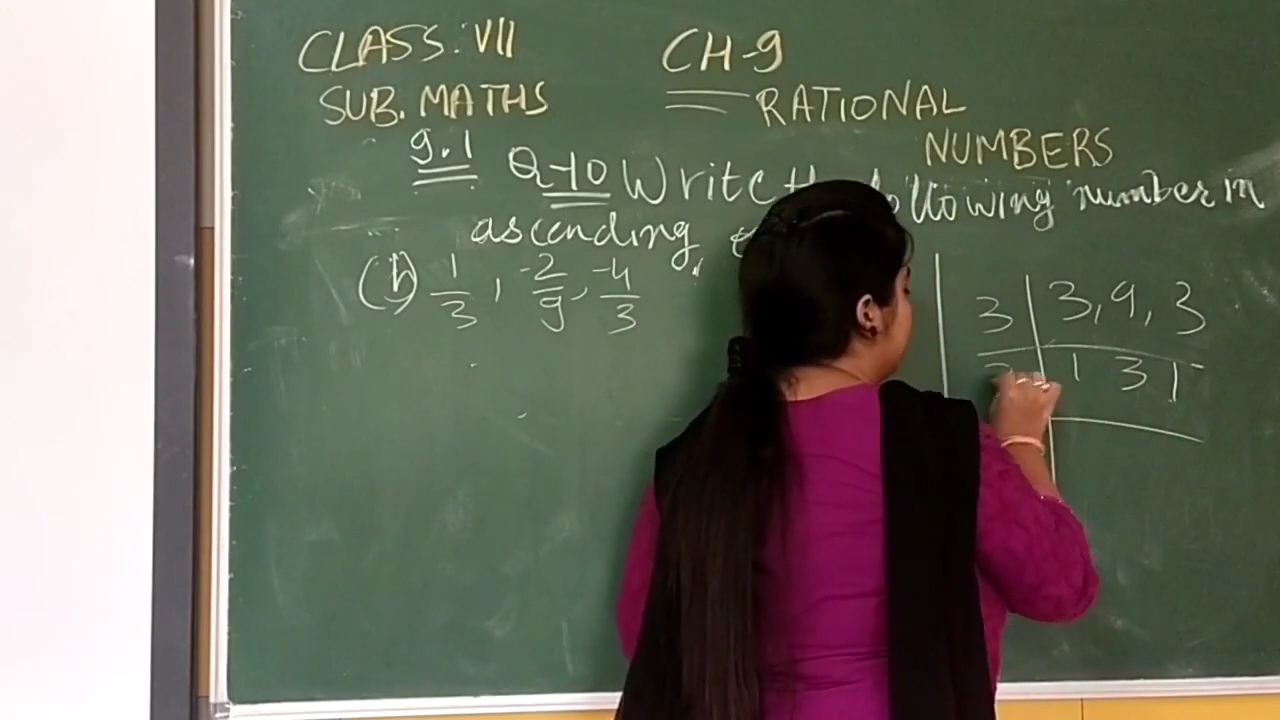 CLASS: VII
SUB. MATHS
CH-9
RATIONAL
NUMBERS
9.1 Q-10 Write following number in
ascending
1/3, -2/9, -4/3
3 | 3, 9, 3
1 3 1